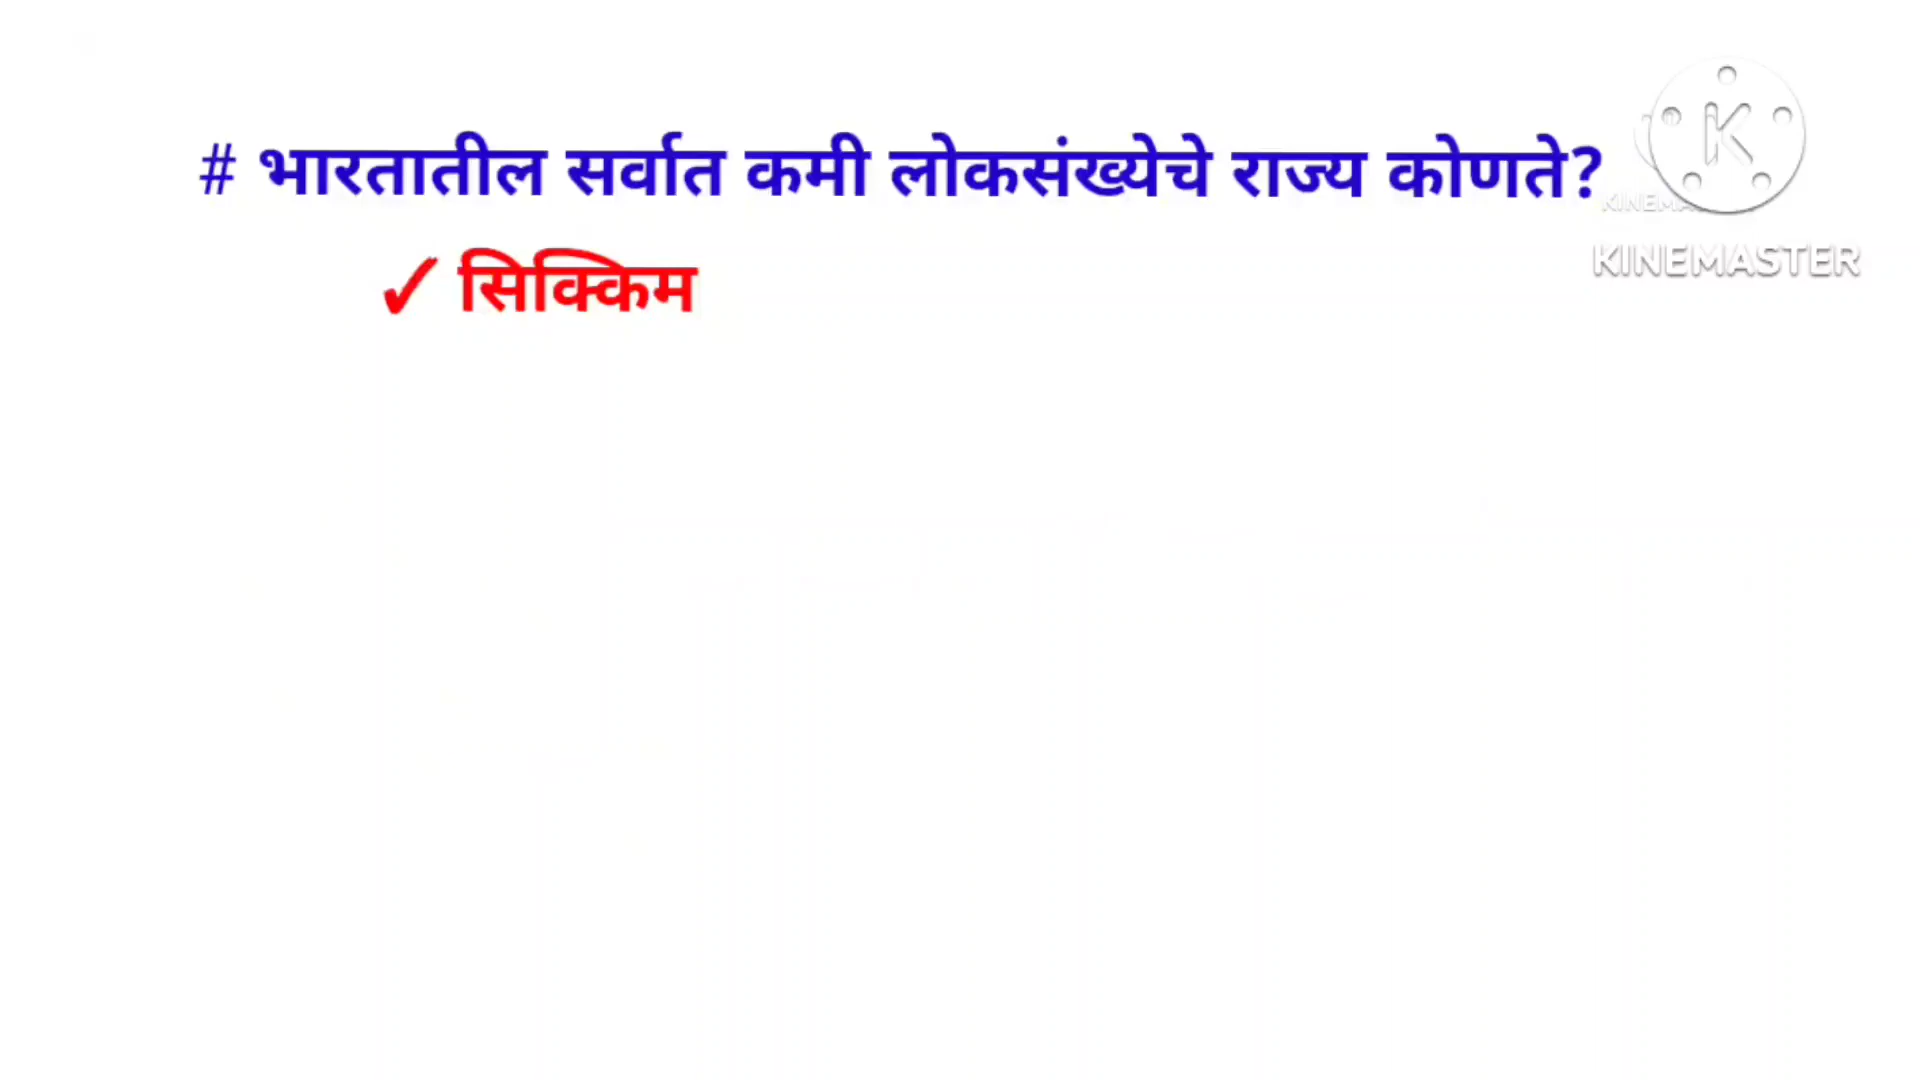 # भारतातील सर्वात कमी लोकसंख्येचे राज्य कोणते?
✓ सिक्किम
KINEMASTER